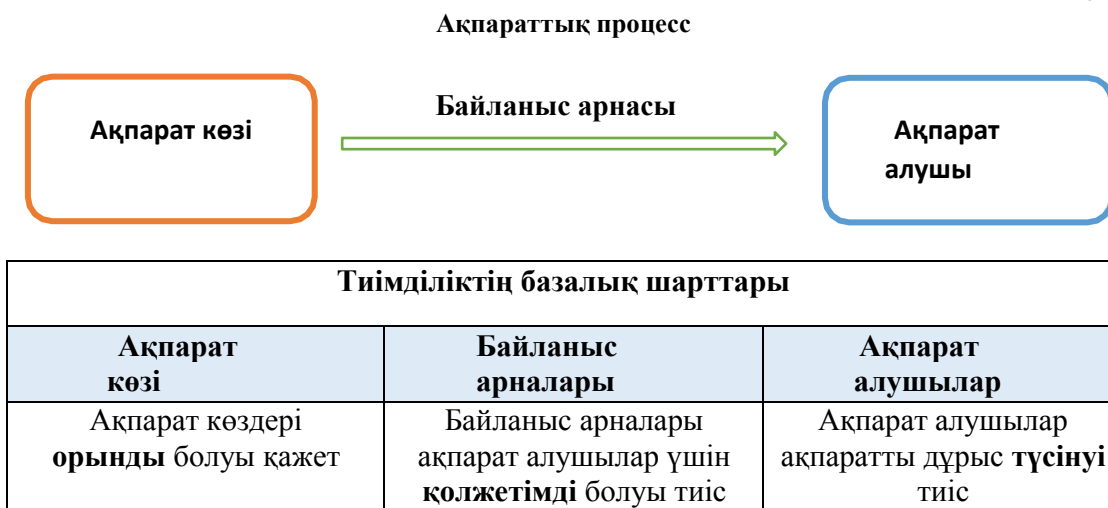 Ақпараттық процесс
Байланыс арнасы
Ақпарат көзі
Ақпарат
алушы
Тиімділіктің базалық шарттары
Ақпарат
көзі
Байланыс
арналары
Ақпарат
алушылар
Ақпарат көздері
орынды болуы қажет
Байланыс арналары
ақпарат алушылар үшін
қолжетімді болуы тиіс
Ақпарат алушылар
ақпаратты дұрыс түсінуі
тиіс